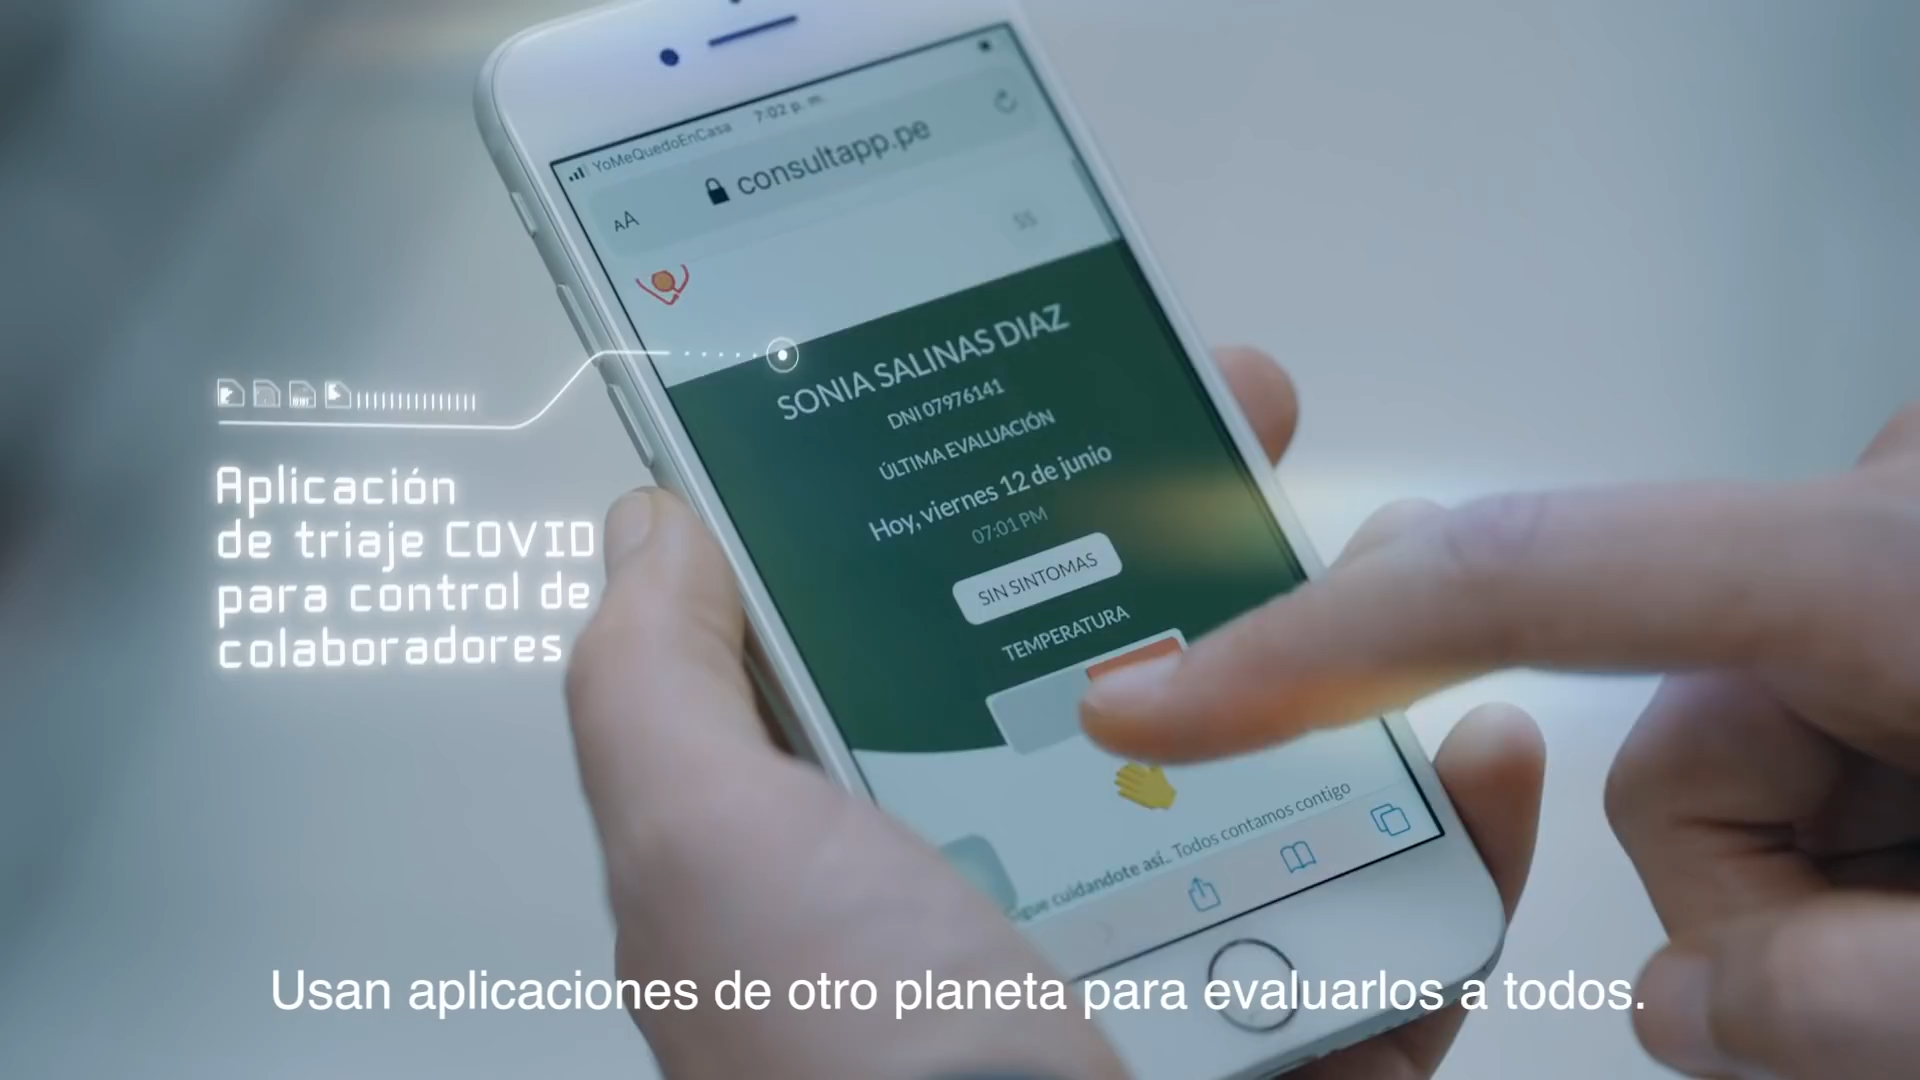 YoMeQuedoEnCasa 7:02 p. m.
AA consultapp.pe
SS
SONIA SALINAS DIAZ
DNI 07976141
ÚLTIMA EVALUACIÓN
Hoy, viernes 12 de junio
07:01 PM
SIN SINTOMAS
TEMPERATURA
Sigue cuidandote así.. Todos contamos contigo
Aplicación
de triaje COVID
para control de
colaboradores
Usan aplicaciones de otro planeta para evaluarlos a todos.